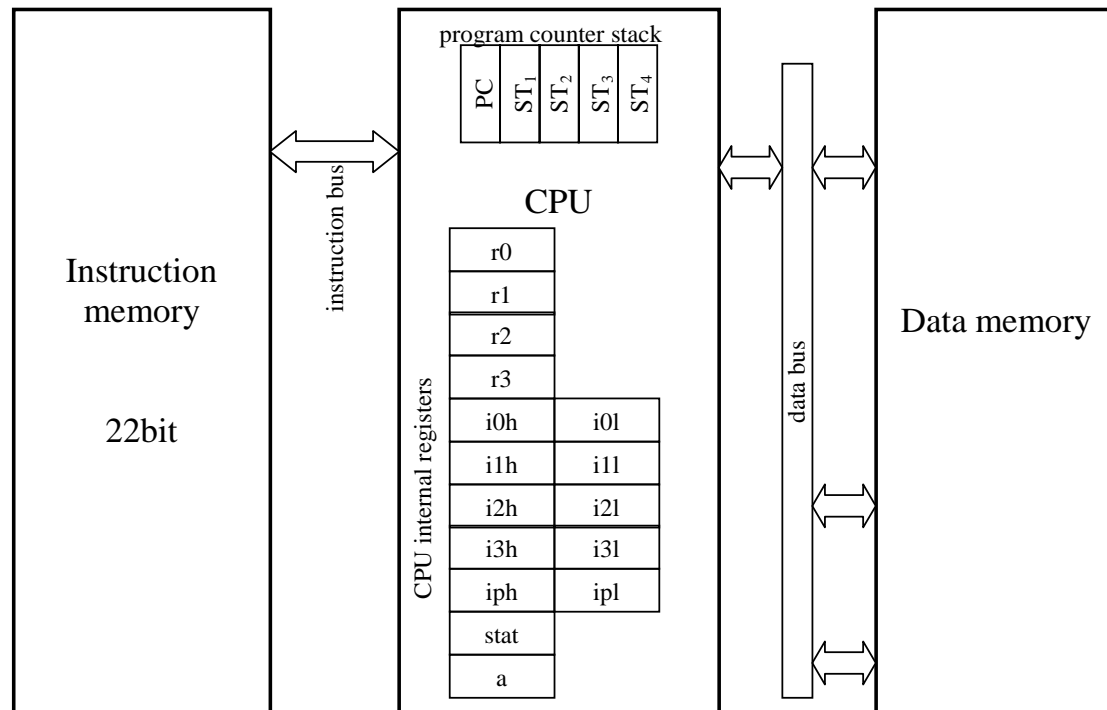 program counter stack
PC
ST1
ST2
ST3
ST4
Instruction
memory
22bit
instruction bus
CPU
CPU internal registers
r0
r1
r2
r3
i0h i0l
i1h i1l
i2h i2l
i3h i3l
iph ipl
stat
a
data bus
Data memory